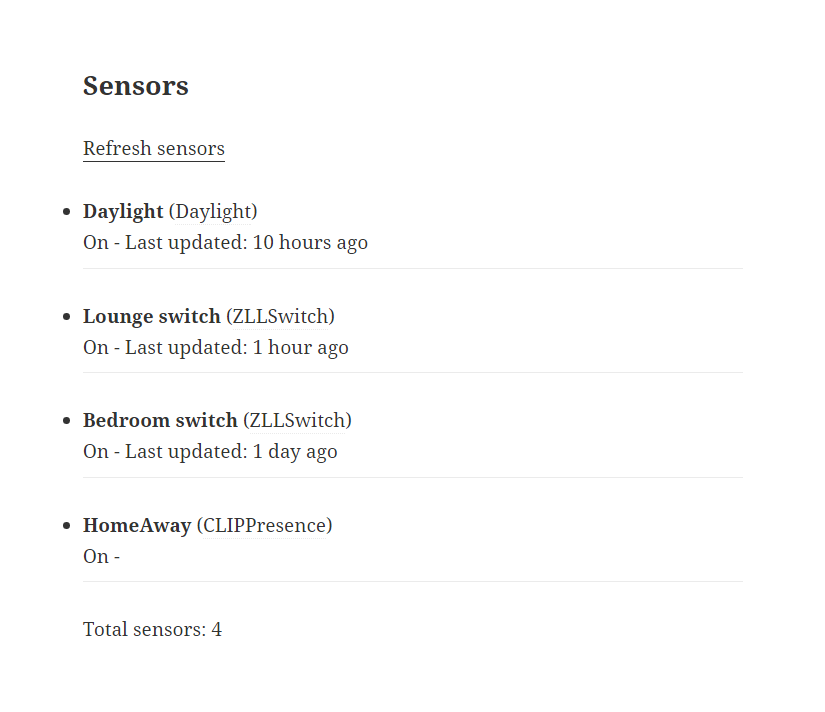 Sensors
Refresh sensors
Daylight (Daylight)
On - Last updated: 10 hours ago
Lounge switch (ZLLSwitch)
On - Last updated: 1 hour ago
Bedroom switch (ZLLSwitch)
On - Last updated: 1 day ago
HomeAway (CLIPPresence)
On -
Total sensors: 4